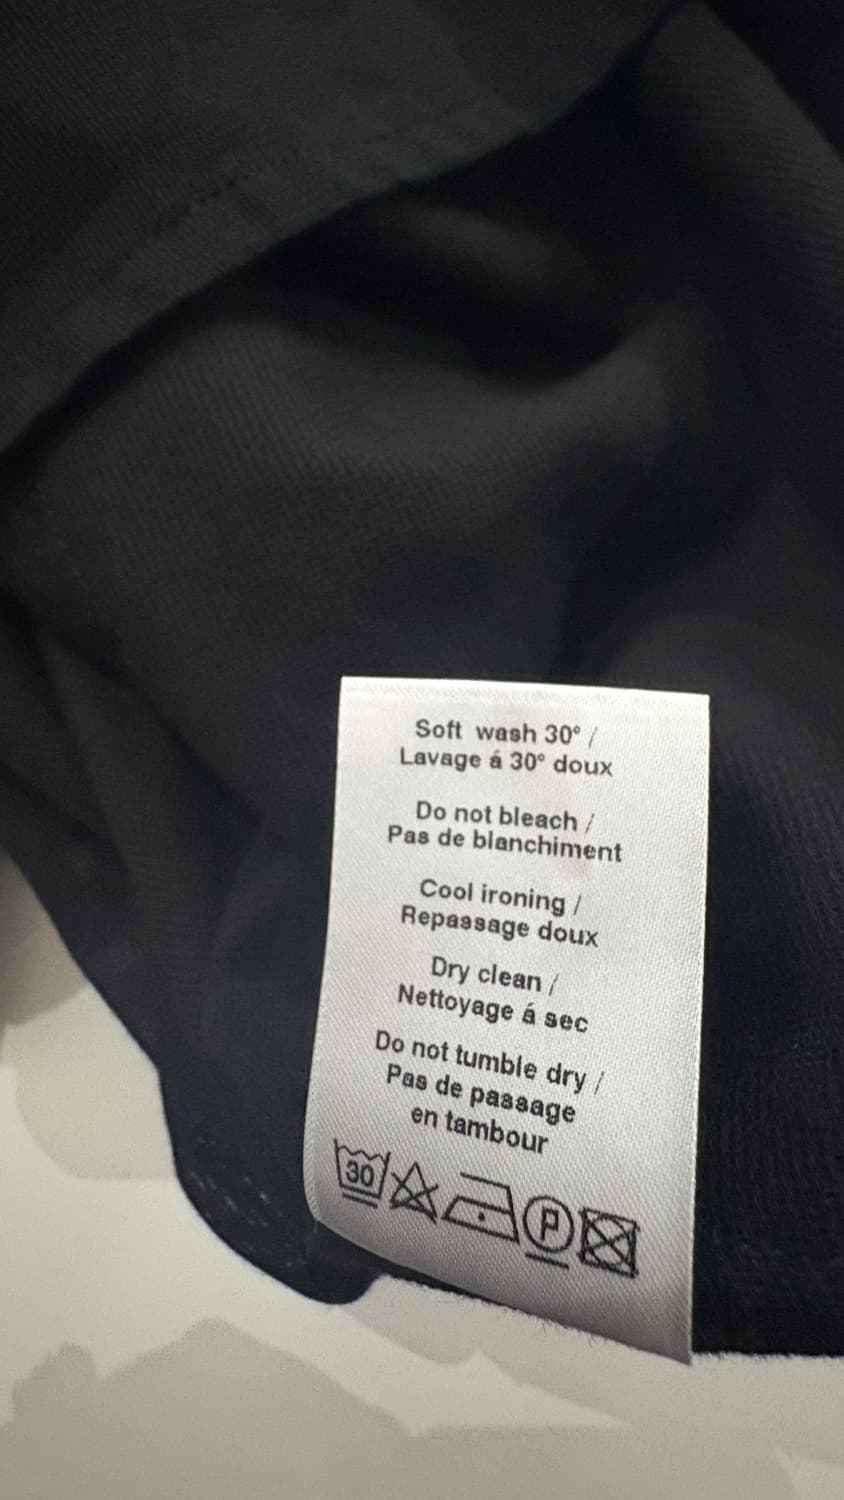 Soft wash 30° /
Lavage á 30° doux
Do not bleach /
Pas de blanchiment
Cool ironing /
Repassage doux
Dry clean /
Nettoyage á sec
Do not tumble dry /
Pas de passage
en tambour
30 P